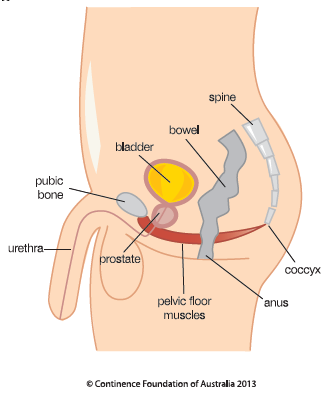 spine
bowel
bladder
pubic
bone
urethra
prostate
coccyx
anus
pelvic floor
muscles
© Continence Foundation of Australia 2013